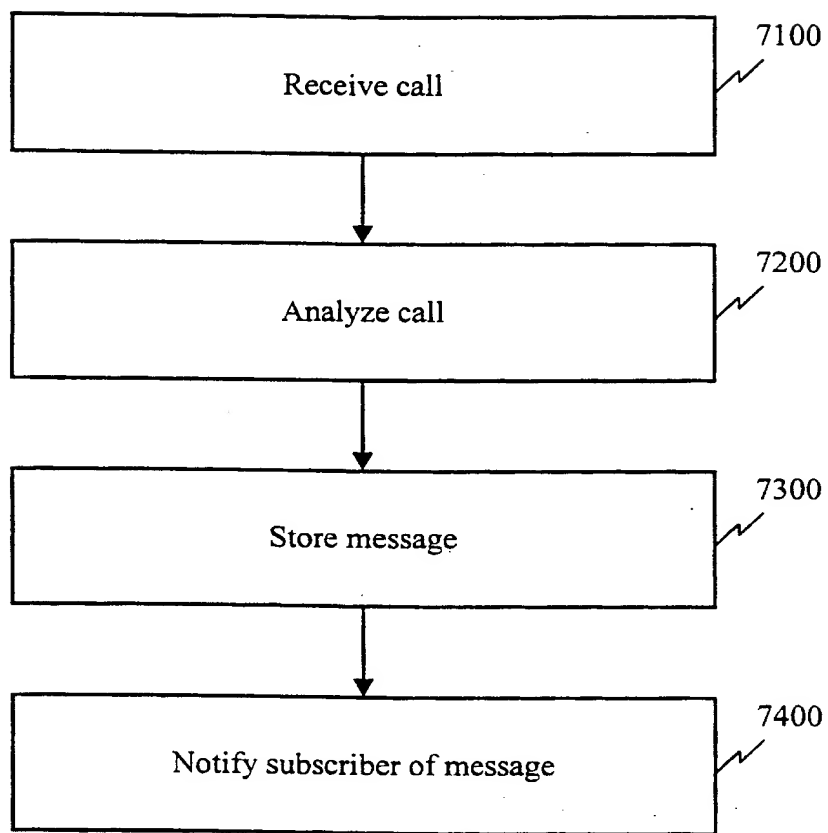 7100
Receive call
7200
Analyze call
7300
Store message
7400
Notify subscriber of message